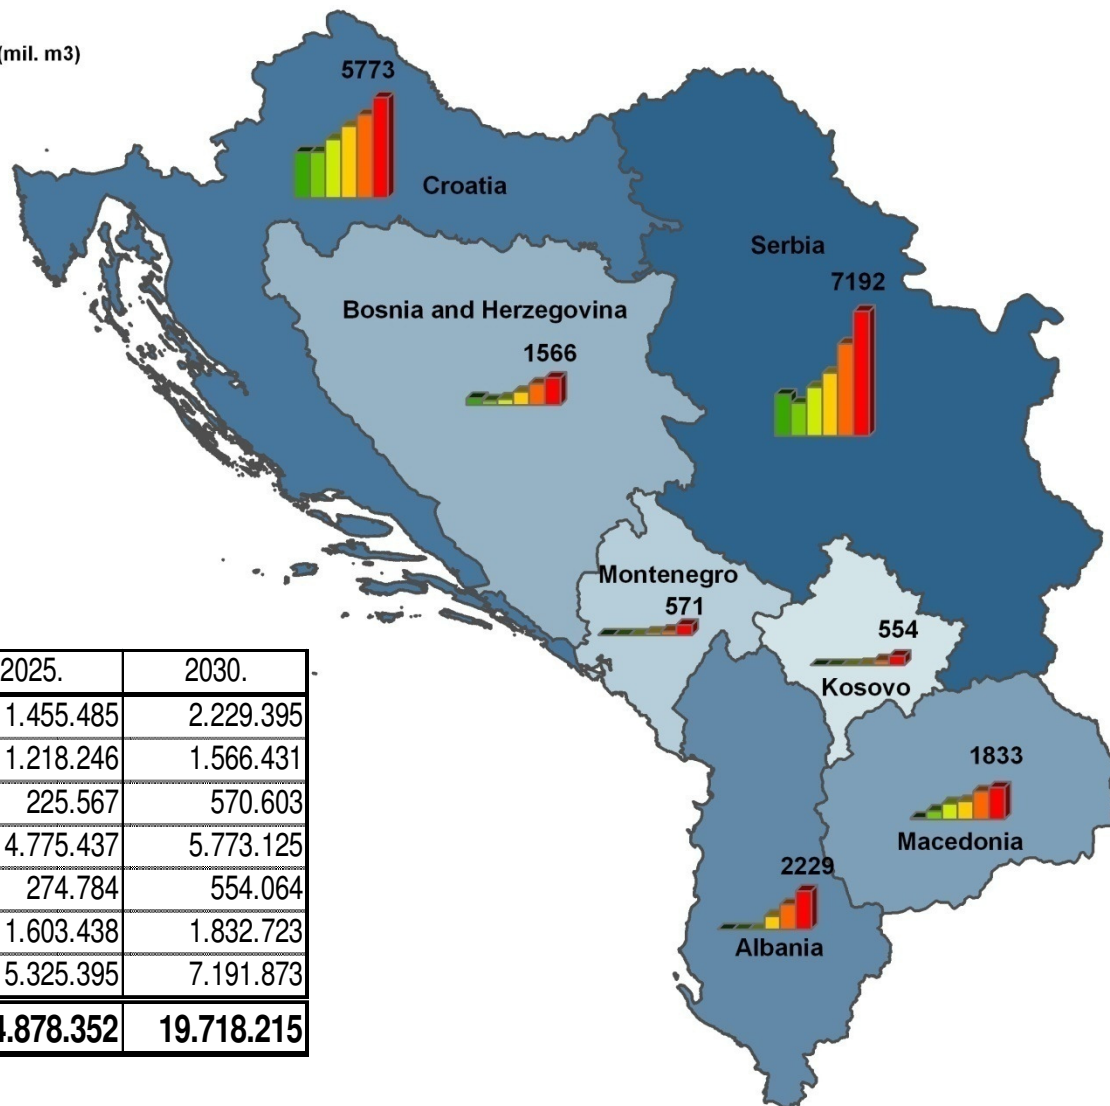 (mil. m3)
5773
Croatia
Serbia
7192
Bosnia and Herzegovina
1566
Montenegro
571
554
Kosovo
1833
Macedonia
2229
Albania
2025. 2030.
1.455.485 2.229.395
1.218.246 1.566.431
225.567 570.603
4.775.437 5.773.125
274.784 554.064
1.603.438 1.832.723
5.325.395 7.191.873
4.878.352 19.718.215